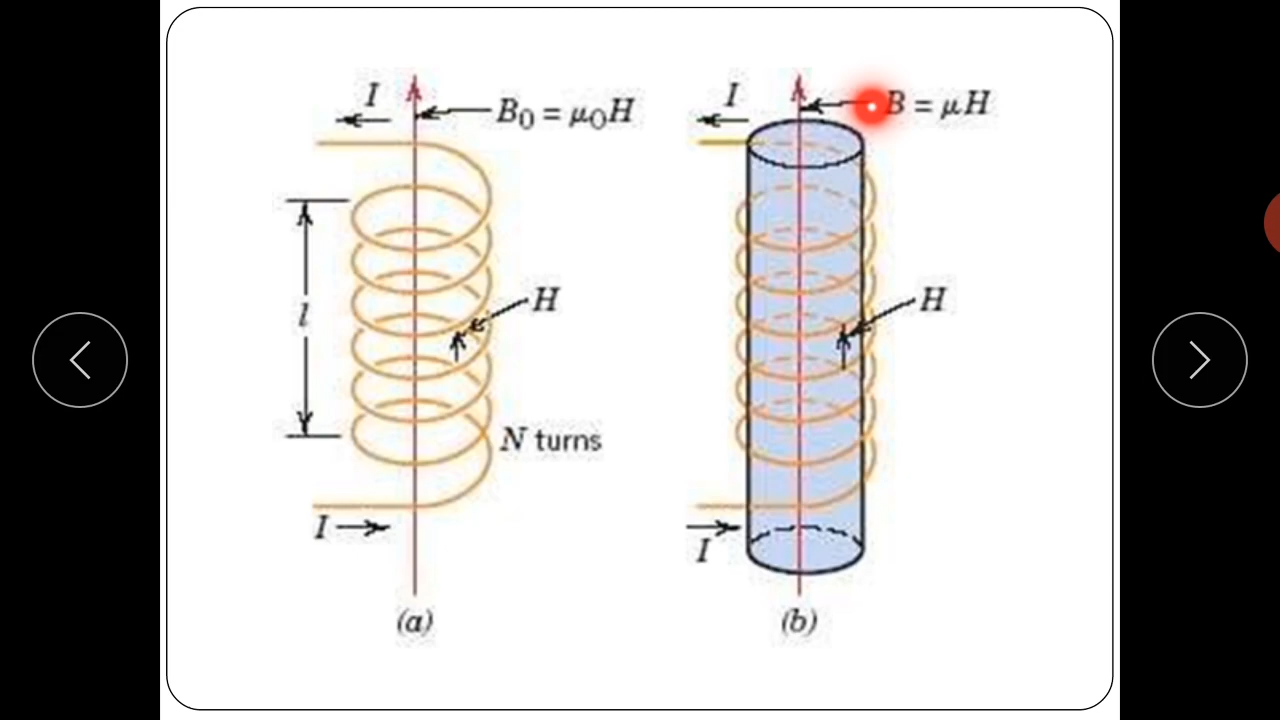 I
B₀ = μ₀H
l
H
N turns
I
(a)
I
B = μH
H
I
(b)